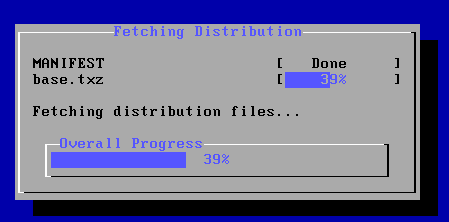 Fetching Distribution
MANIFEST [ Done ]
base.txz [ 39% ]
Fetching distribution files...
Overall Progress
39%